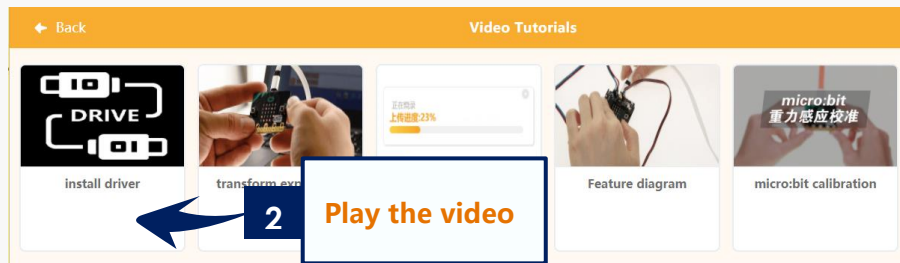 Back
Video Tutorials
DRIVE
上传进度:23%
micro:bit
重力感应校准
install driver
transform
Feature diagram
micro:bit calibration
2
Play the video